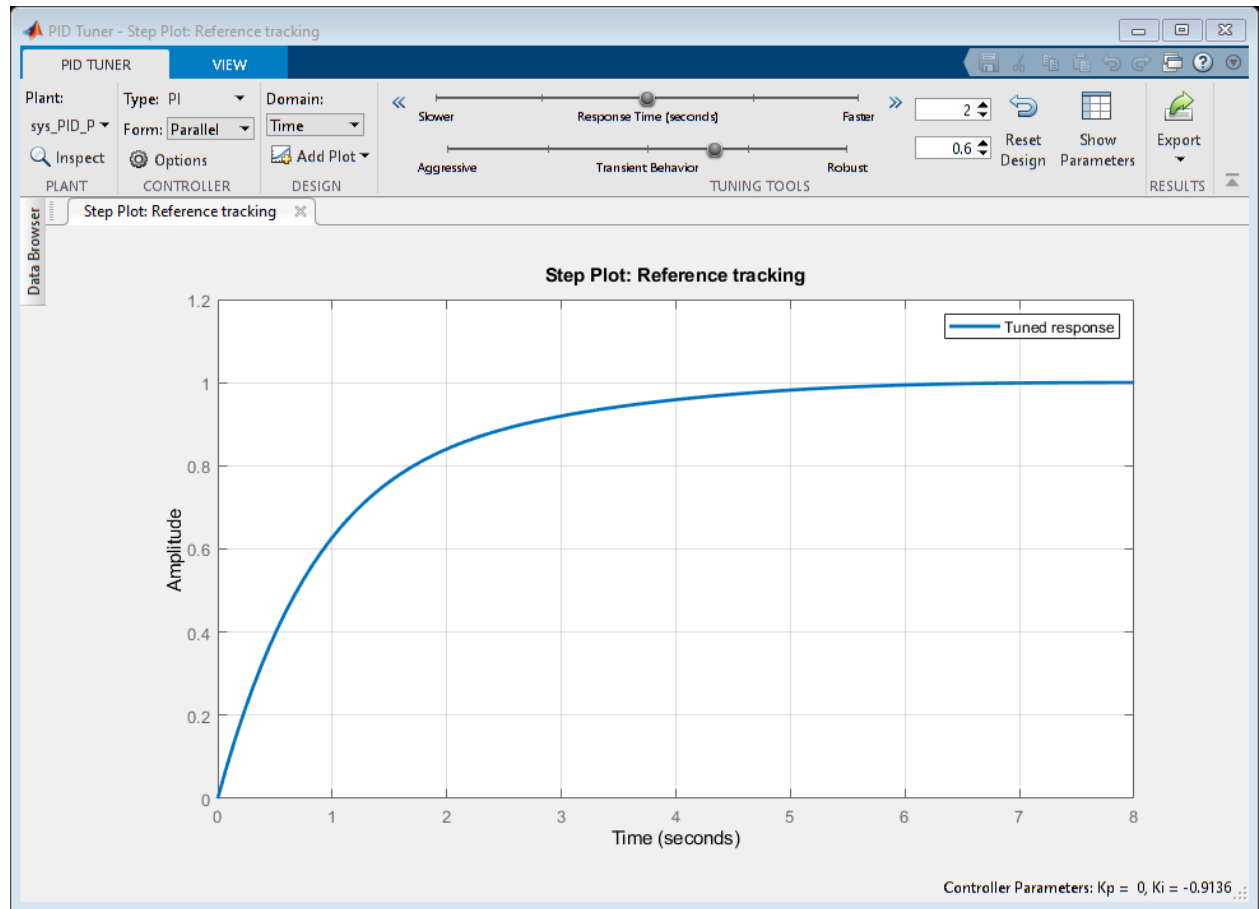 PID Tuner - Step Plot: Reference tracking
PID TUNER VIEW
Plant:
sys_PID_P
Inspect
PLANT
Type: PI
Form: Parallel
Options
CONTROLLER
Domain:
Time
Add Plot
DESIGN
Slower Response Time (seconds) Faster
Aggressive Transient Behavior Robust
2
0.6
Reset
Design
Show
Parameters
TUNING TOOLS
Export
RESULTS
Data Browser
Step Plot: Reference tracking
Step Plot: Reference tracking
Tuned response
Amplitude
1.2
1
0.8
0.6
0.4
0.2
0
0 1 2 3 4 5 6 7 8
Time (seconds)
Controller Parameters: Kp = 0, Ki = -0.9136